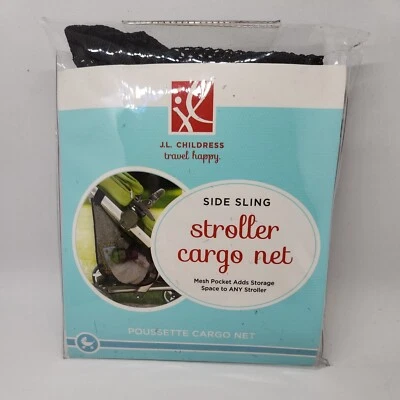 J.L. CHILDRESS
travel happy.
SIDE SLING
stroller
cargo net
Mesh Pocket Adds Storage
Space to ANY Stroller
POUSSETTE CARGO NET